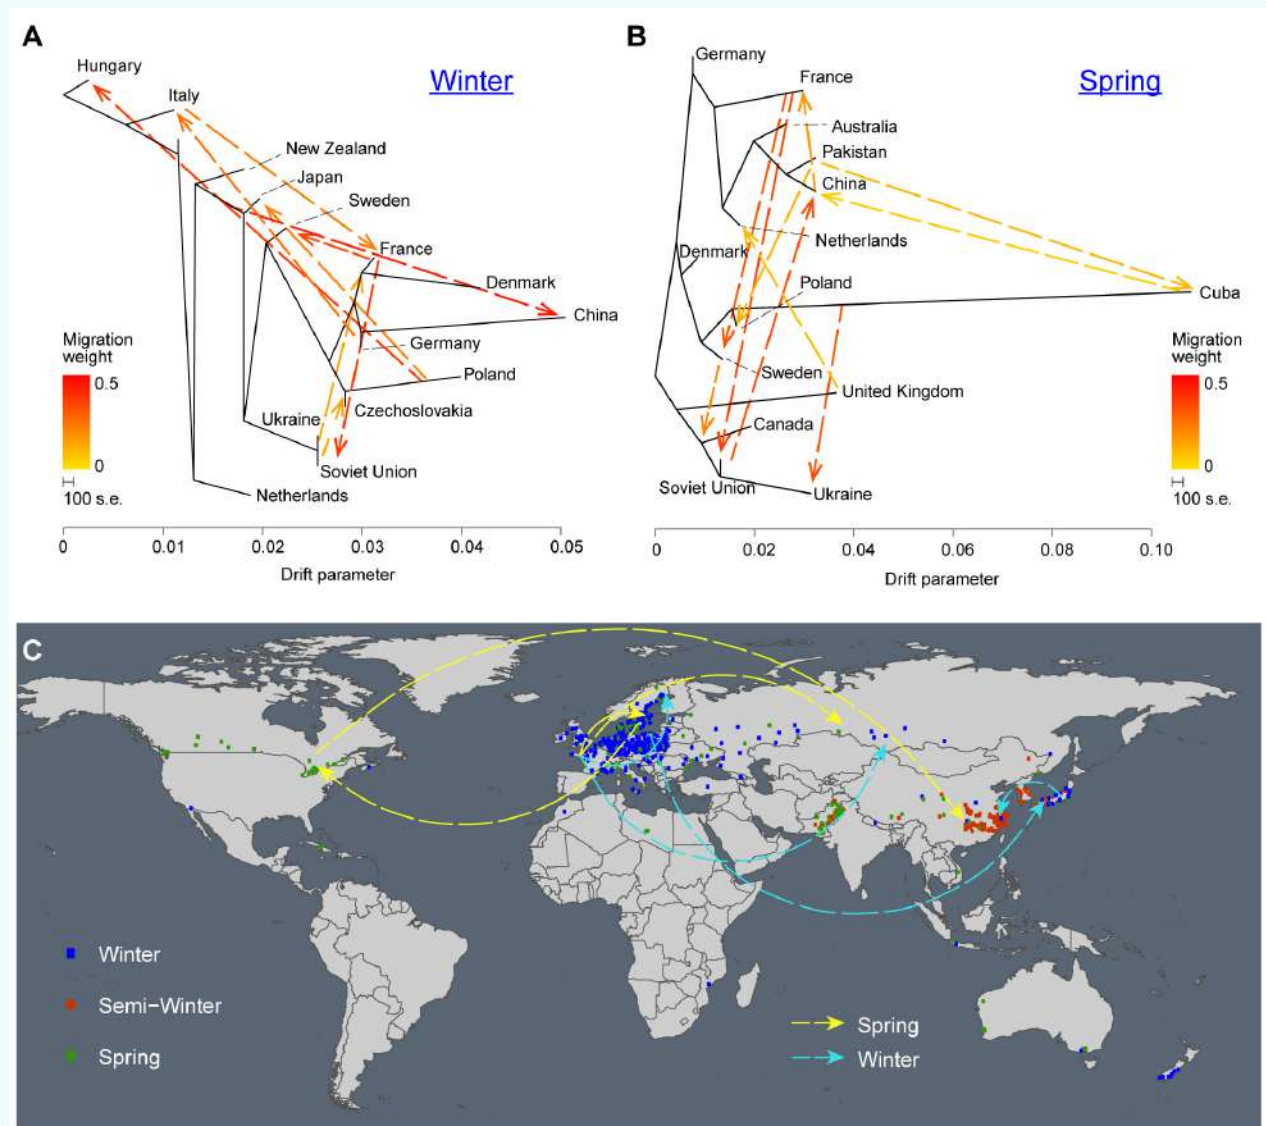 A
Winter
Hungary
Italy
New Zealand
Japan
Sweden
France
Denmark
China
Germany
Poland
Czechoslovakia
Ukraine
Soviet Union
Netherlands
Migration
weight
0.5
0
100 s.e.
0 0.01 0.02 0.03 0.04 0.05
Drift parameter
B
Spring
Germany
France
Australia
Pakistan
China
Netherlands
Denmark
Poland
Cuba
Sweden
United Kingdom
Canada
Soviet Union
Ukraine
Migration
weight
0.5
0
100 s.e.
0 0.02 0.04 0.06 0.08 0.10
Drift parameter
C
Winter
Semi−Winter
Spring
Spring
Winter